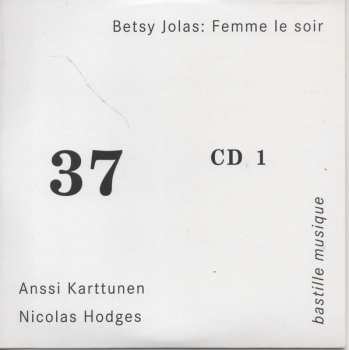 Betsy Jolas: Femme le soir
37
CD 1
bastille musique
Anssi Karttunen
Nicolas Hodges